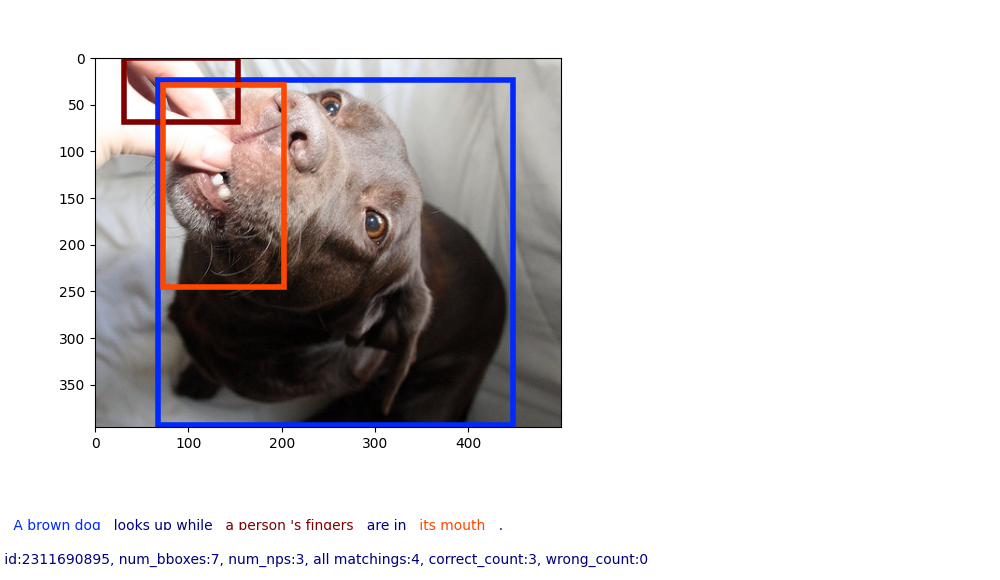 0
50
100
150
200
250
300
350
0 100 200 300 400
A brown dog looks up while a person 's fingers are in its mouth .
id:2311690895, num_bboxes:7, num_nps:3, all matchings:4, correct_count:3, wrong_count:0